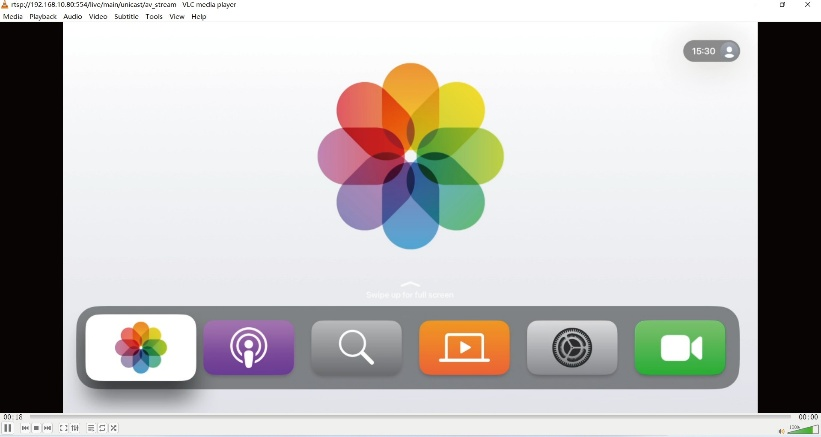 rtsp://192.168.10.80:554/live/main/unicast/av_stream - VLC media player
Media Playback Audio Video Subtitle Tools View Help
15:30
Swipe up for full screen
00:18
00:00